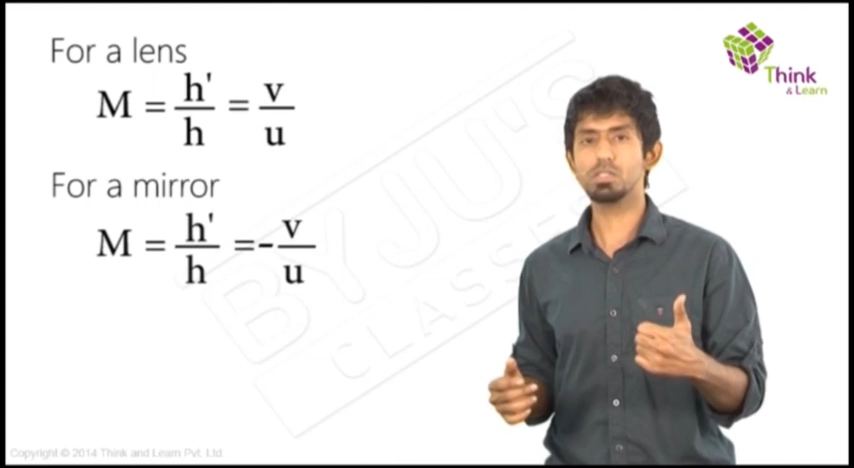 For a lens
M = h'/h = v/u
For a mirror
M = h'/h = -v/u
Think
& Learn
BYJU'S
CLASSES
Copyright © 2014 Think and Learn Pvt. Ltd.